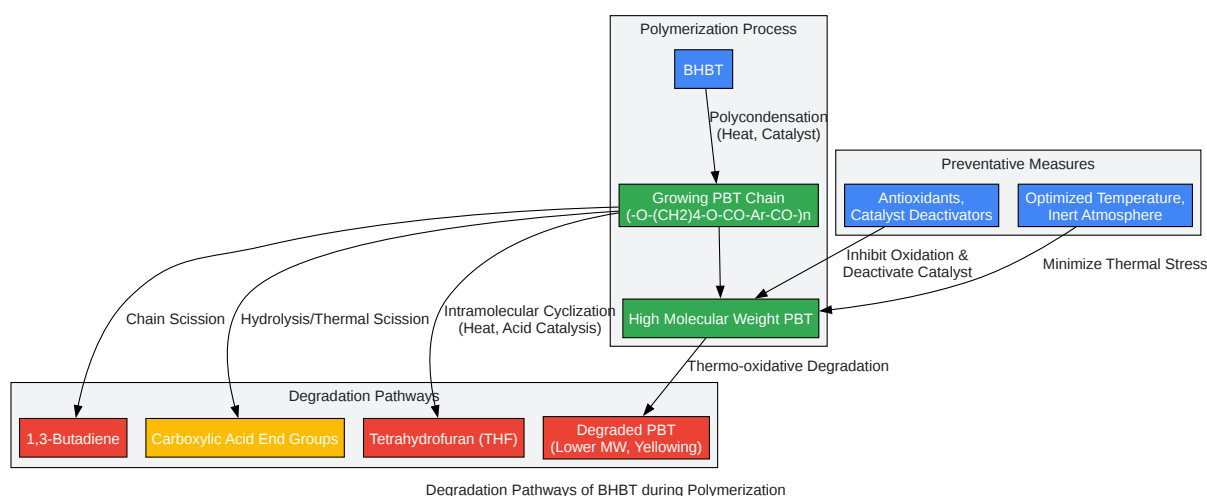 Polymerization Process
BHBT
Polycondensation
(Heat, Catalyst)
Preventative Measures
Growing PBT Chain
(-O-(CH2)4-O-CO-Ar-CO-)n
Antioxidants,
Catalyst Deactivators
Optimized Temperature,
Inert Atmosphere
Inhibit Oxidation &
Deactivate Catalyst
Minimize Thermal Stress
Chain Scission
Hydrolysis/Thermal Scission
Intramolecular Cyclization
(Heat, Acid Catalysis)
High Molecular Weight PBT
Thermo-oxidative Degradation
Degradation Pathways
1,3-Butadiene
Carboxylic Acid End Groups
Tetrahydrofuran (THF)
Degraded PBT
(Lower MW, Yellowing)
Degradation Pathways of BHBT during Polymerization